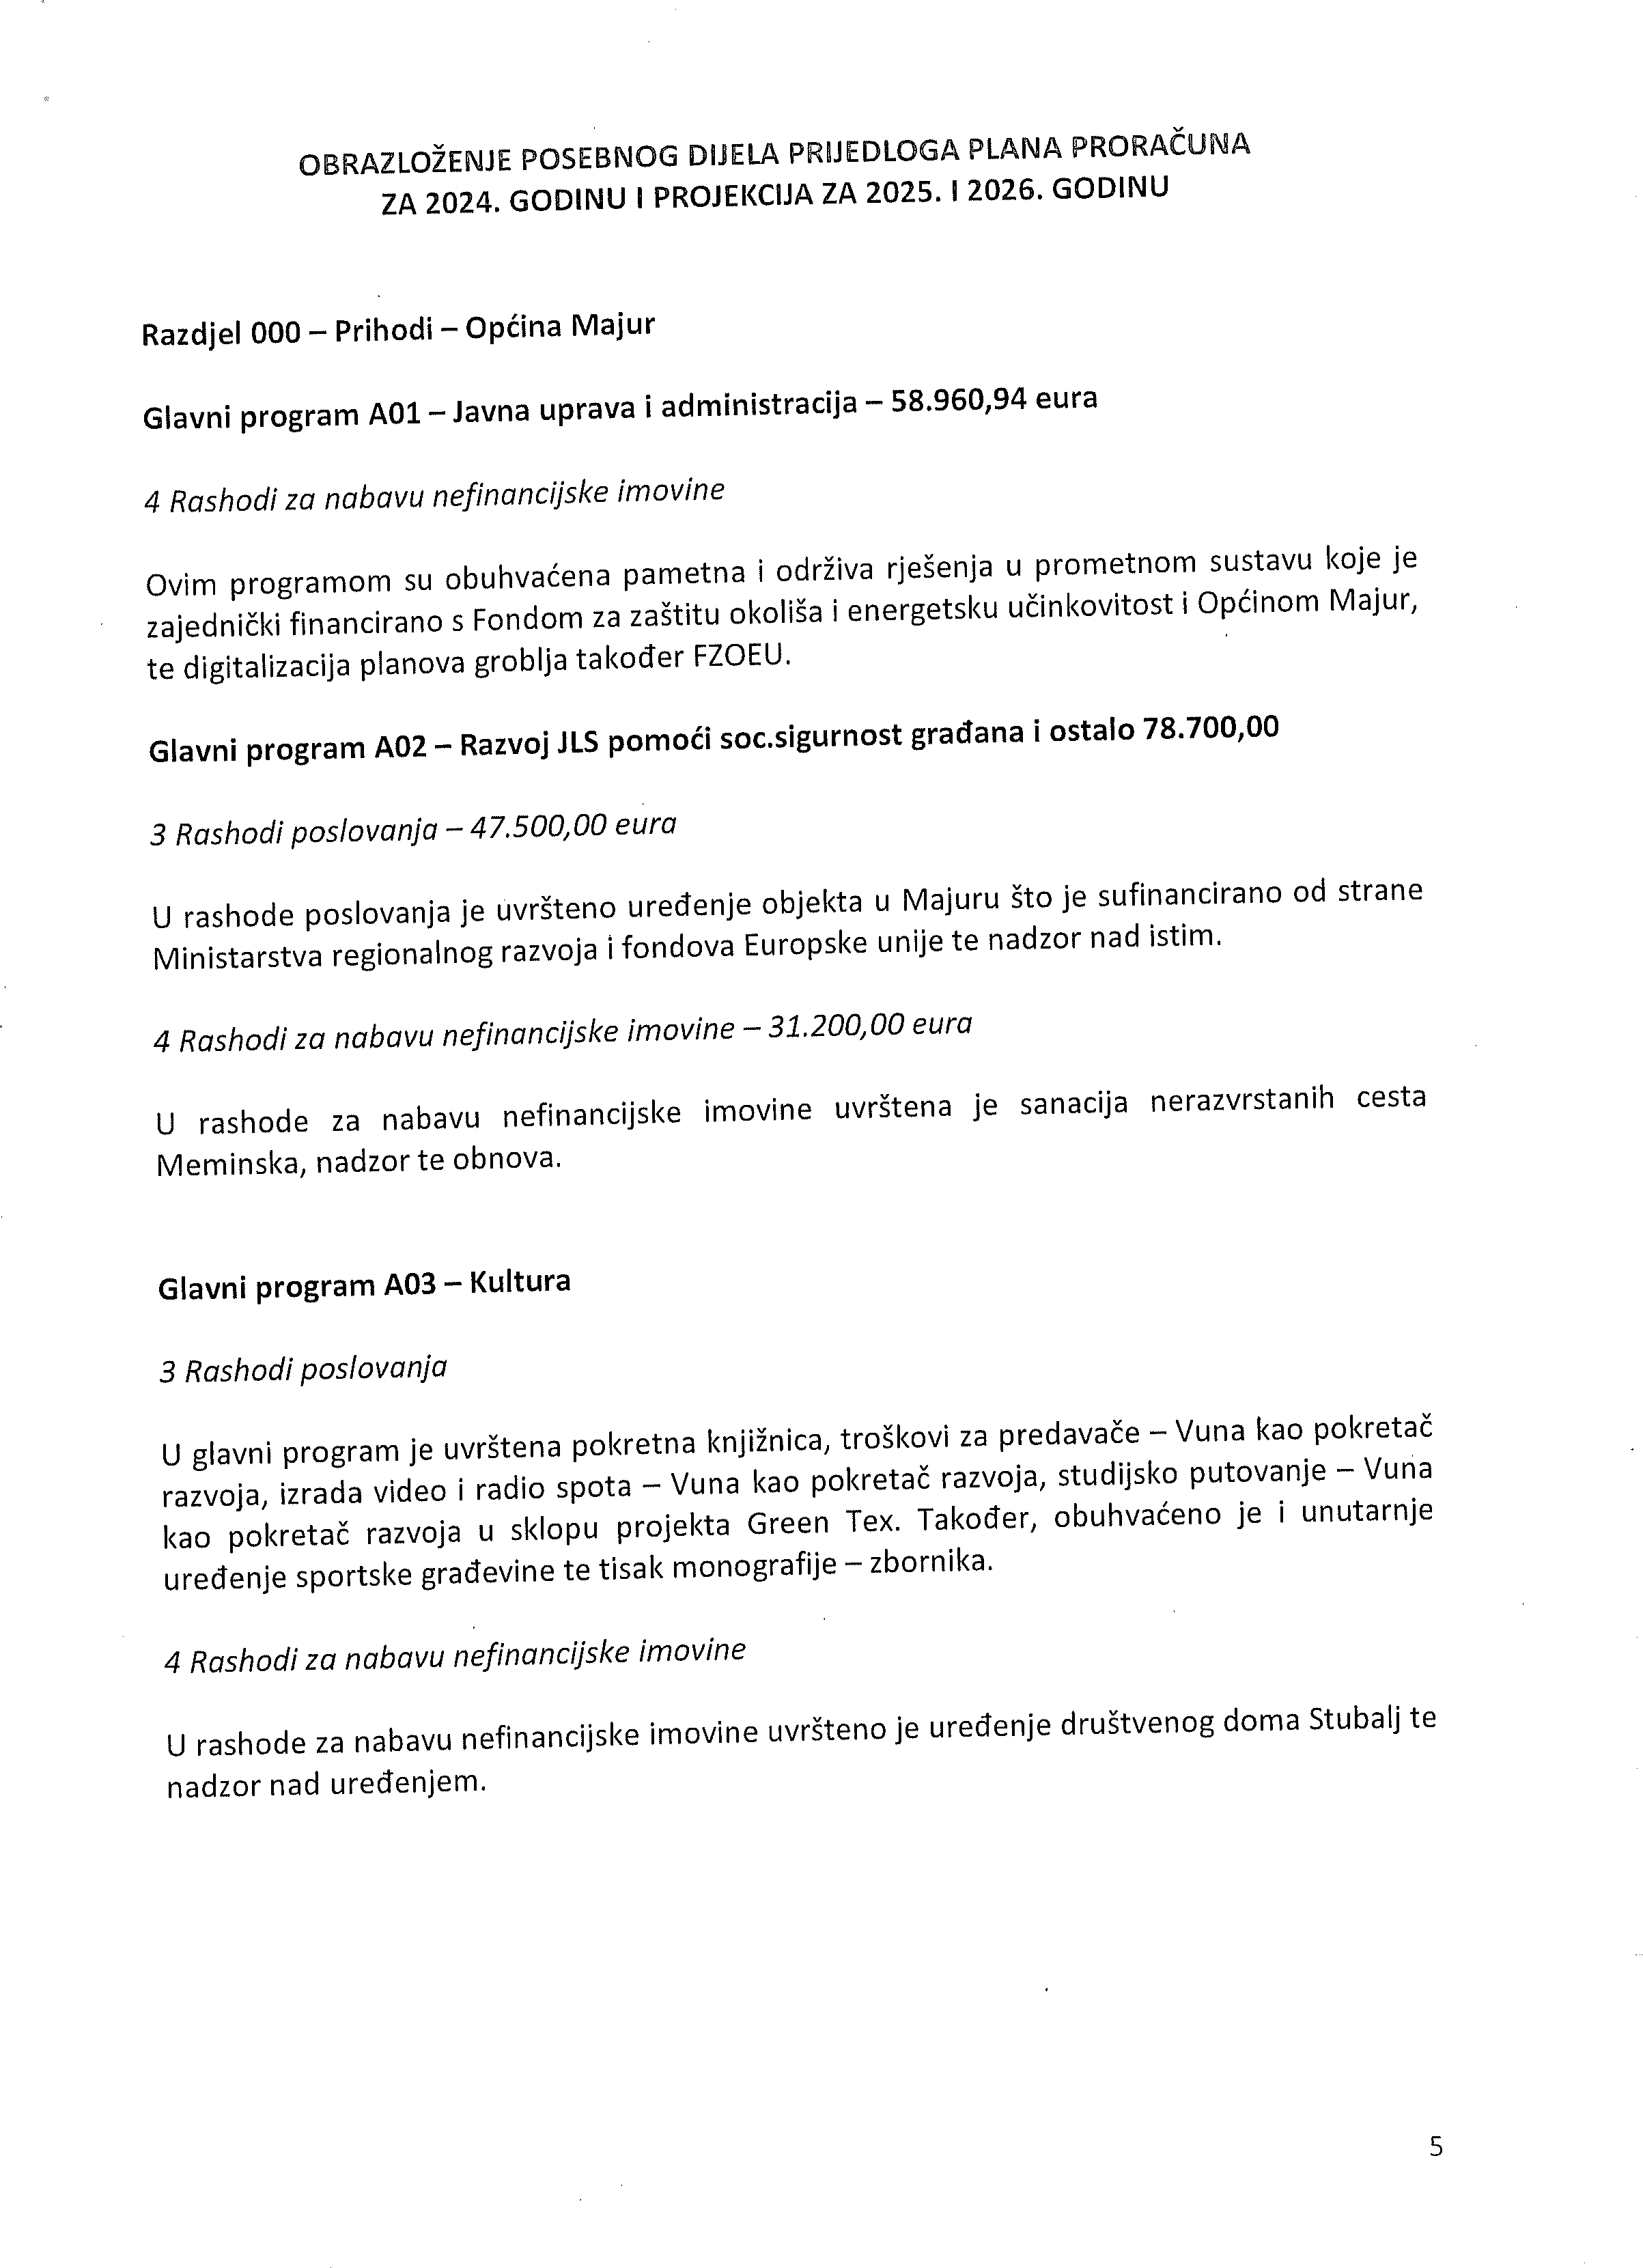 OBRAZLOŽENJE POSEBNOG DIJELA PRIJEDLOGA PLANA PRORAČUNA
ZA 2024. GODINU I PROJEKCIJA ZA 2025. I 2026. GODINU
Razdjel 000 – Prihodi – Općina Majur
Glavni program A01 – Javna uprava i administracija – 58.960,94 eura
4 Rashodi za nabavu nefinancijske imovine
Ovim programom su obuhvaćena pametna i održiva rješenja u prometnom sustavu koje je
zajednički financirano s Fondom za zaštitu okoliša i energetsku učinkovitost i Općinom Majur,
te digitalizacija planova groblja također FZOEU.
Glavni program A02 – Razvoj JLS pomoći soc.sigurnost građana i ostalo 78.700,00
3 Rashodi poslovanja – 47.500,00 eura
U rashode poslovanja je uvršteno uređenje objekta u Majuru što je sufinancirano od strane
Ministarstva regionalnog razvoja i fondova Europske unije te nadzor nad istim.
4 Rashodi za nabavu nefinancijske imovine – 31.200,00 eura
U rashode za nabavu nefinancijske imovine uvrštena je sanacija nerazvrstanih cesta
Meminska, nadzor te obnova.
Glavni program A03 – Kultura
3 Rashodi poslovanja
U glavni program je uvrštena pokretna knjižnica, troškovi za predavače – Vuna kao pokretač
razvoja, izrada video i radio spota – Vuna kao pokretač razvoja, studijsko putovanje – Vuna
kao pokretač razvoja u sklopu projekta Green Tex. Također, obuhvaćeno je i unutarnje
uređenje sportske građevine te tisak monografije – zbornika.
4 Rashodi za nabavu nefinancijske imovine
U rashode za nabavu nefinancijske imovine uvršteno je uređenje društvenog doma Stubalj te
nadzor nad uređenjem.
5